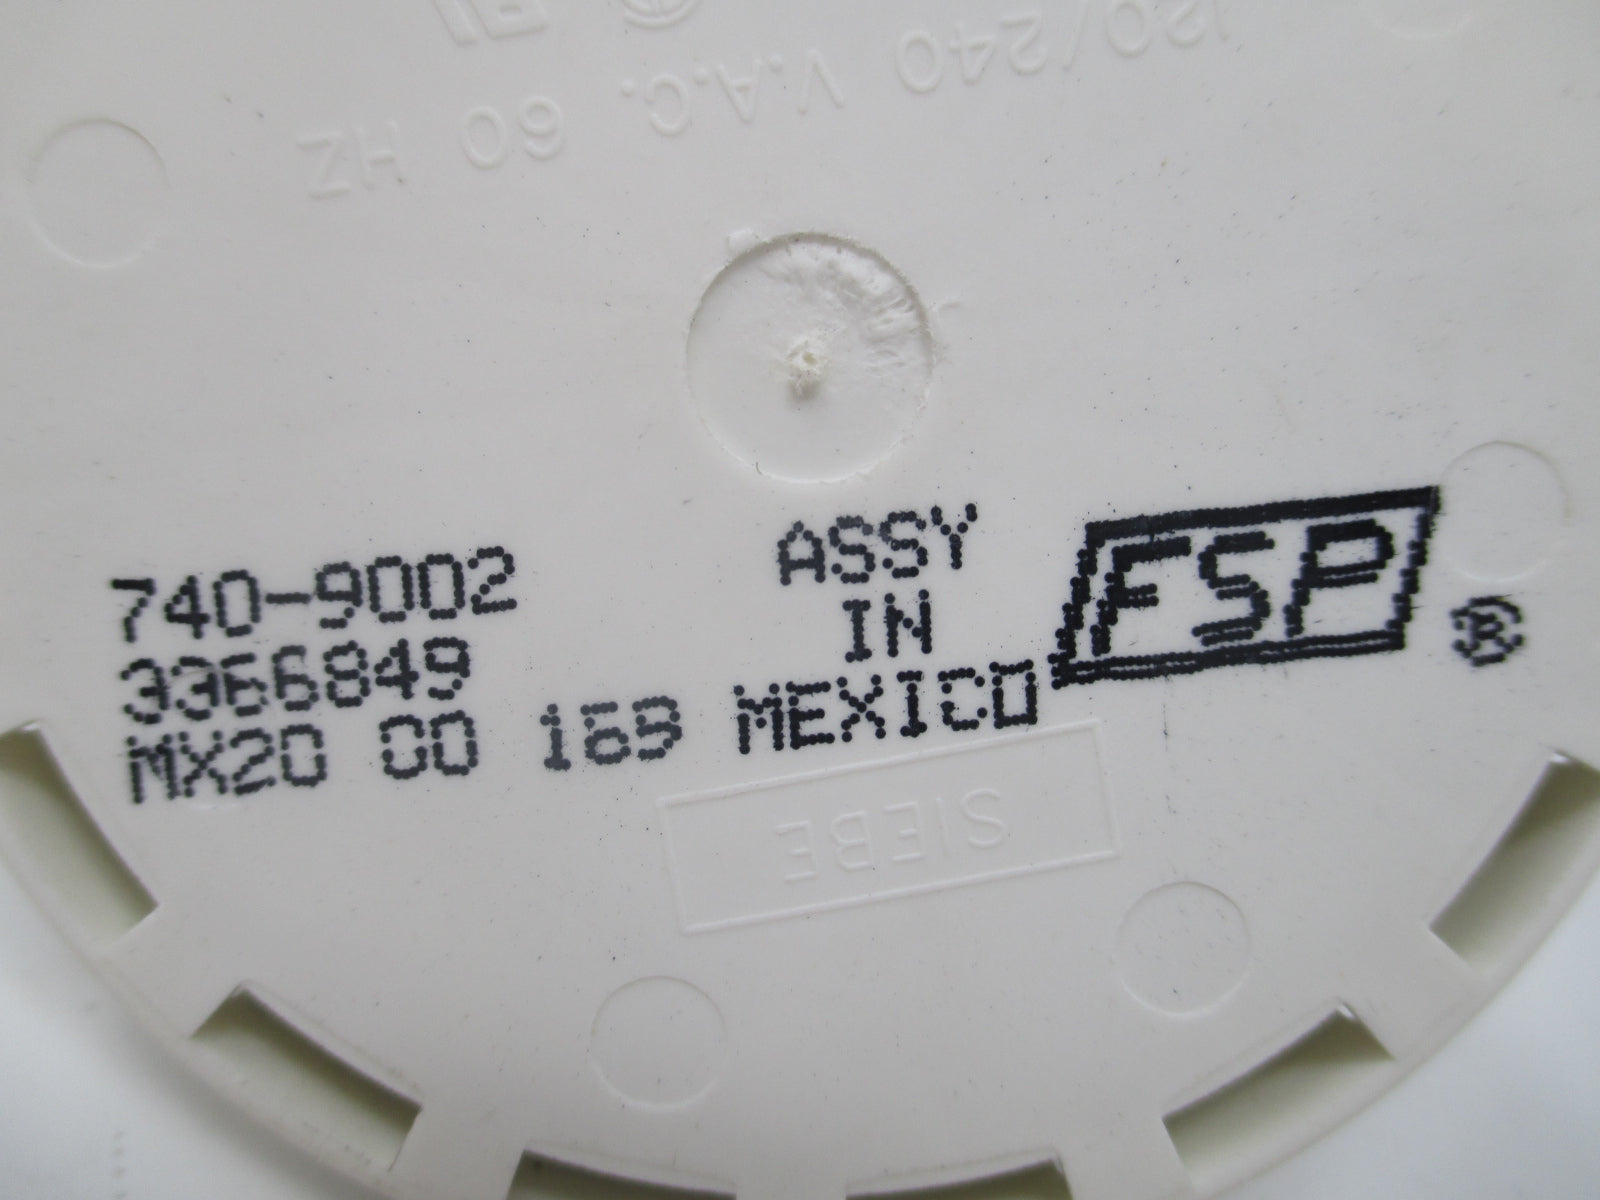 120/240 V.A.C. 60 HZ
740-9002
3366849
MX20 00 169
ASSY
IN
MEXICO
FSP ®
SIEBE